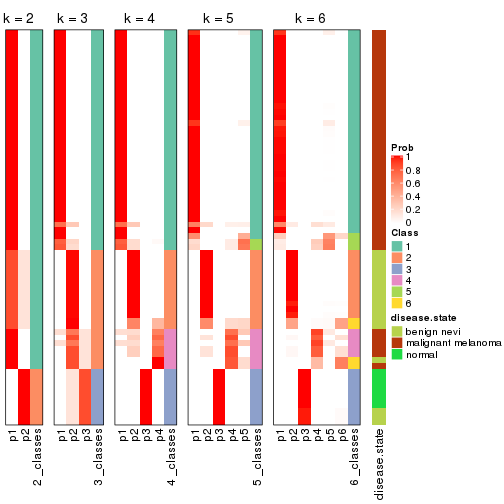 k = 2 k = 3 k = 4 k = 5 k = 6
Prob
1
0.8
0.6
0.4
0.2
0
Class
1
2
3
4
5
6
disease.state
benign nevi
malignant melanoma
normal
p1 p2 2_classes p1 p2 p3 3_classes p1 p2 p3 p4 4_classes p1 p2 p3 p4 p5 5_classes p1 p2 p3 p4 p5 p6 6_classes disease.state